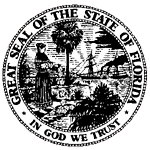 GREAT SEAL OF THE STATE OF FLORIDA
IN GOD WE TRUST